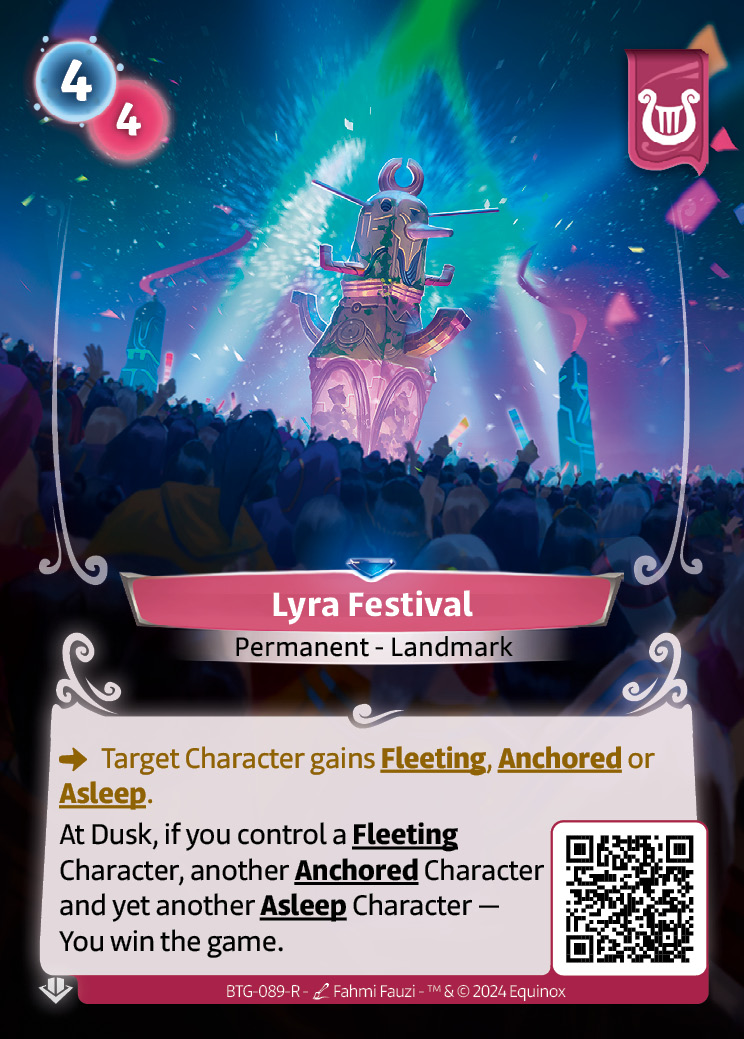 4
4
Lyra Festival
Permanent - Landmark
Target Character gains Fleeting, Anchored or
Asleep.
At Dusk, if you control a Fleeting
Character, another Anchored Character
and yet another Asleep Character —
You win the game.
BTG-089-R - Fahmi Fauzi - ™ & © 2024 Equinox